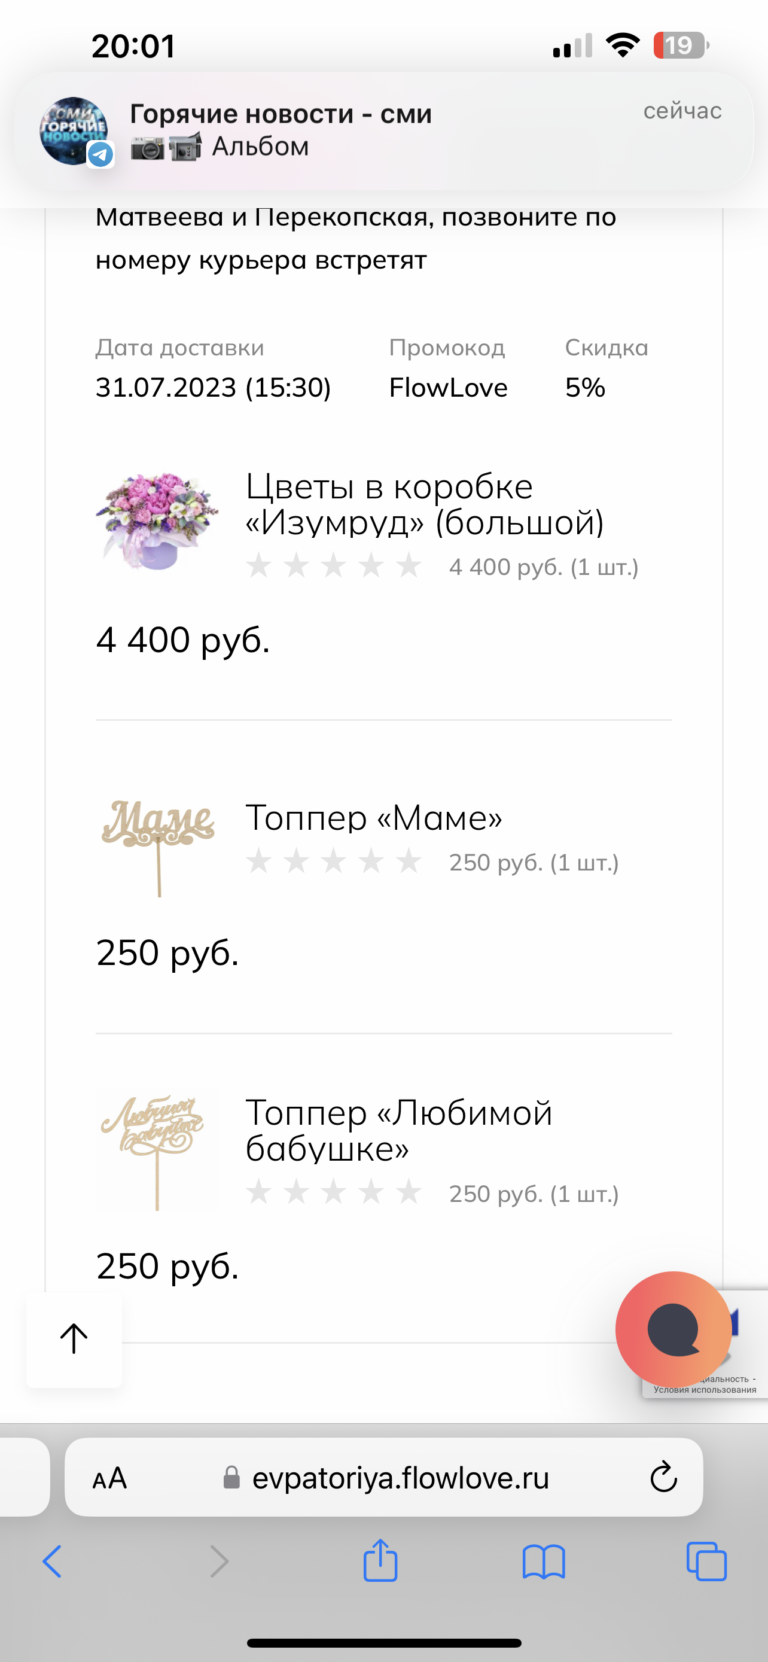 20:01
19
СМИ
ГОРЯЧИЕ
НОВОСТИ
Горячие новости - сми
сейчас
Альбом
Матвеева и Перекопская, позвоните по
номеру курьера встретят
Дата доставки
Промокод
Скидка
31.07.2023 (15:30)
FlowLove
5%
Цветы в коробке
«Изумруд» (большой)
4 400 руб. (1 шт.)
4 400 руб.
Маме
Топпер «Маме»
250 руб. (1 шт.)
250 руб.
Любимой
бабушке
Топпер «Любимой
бабушке»
250 руб. (1 шт.)
250 руб.
Условия использования
AA
evpatoriya.flowlove.ru